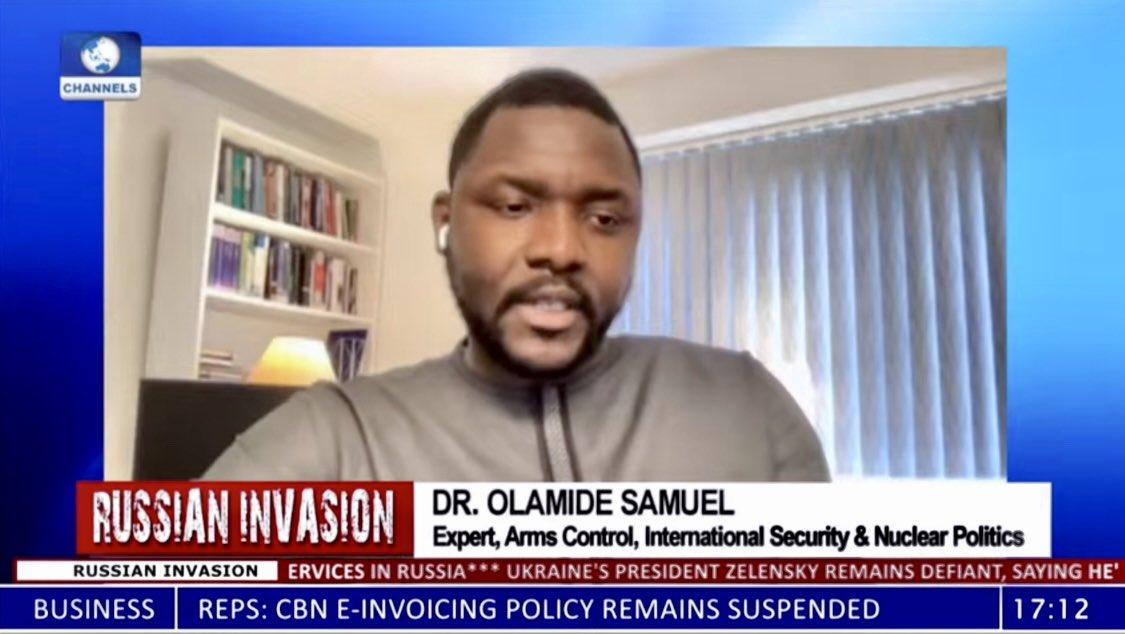 CHANNELS
RUSSIAN INVASION
DR. OLAMIDE SAMUEL
Expert, Arms Control, International Security & Nuclear Politics
RUSSIAN INVASION
ERVICES IN RUSSIA*** UKRAINE'S PRESIDENT ZELENSKY REMAINS DEFIANT, SAYING HE'
BUSINESS
REPS: CBN E-INVOICING POLICY REMAINS SUSPENDED
17:12